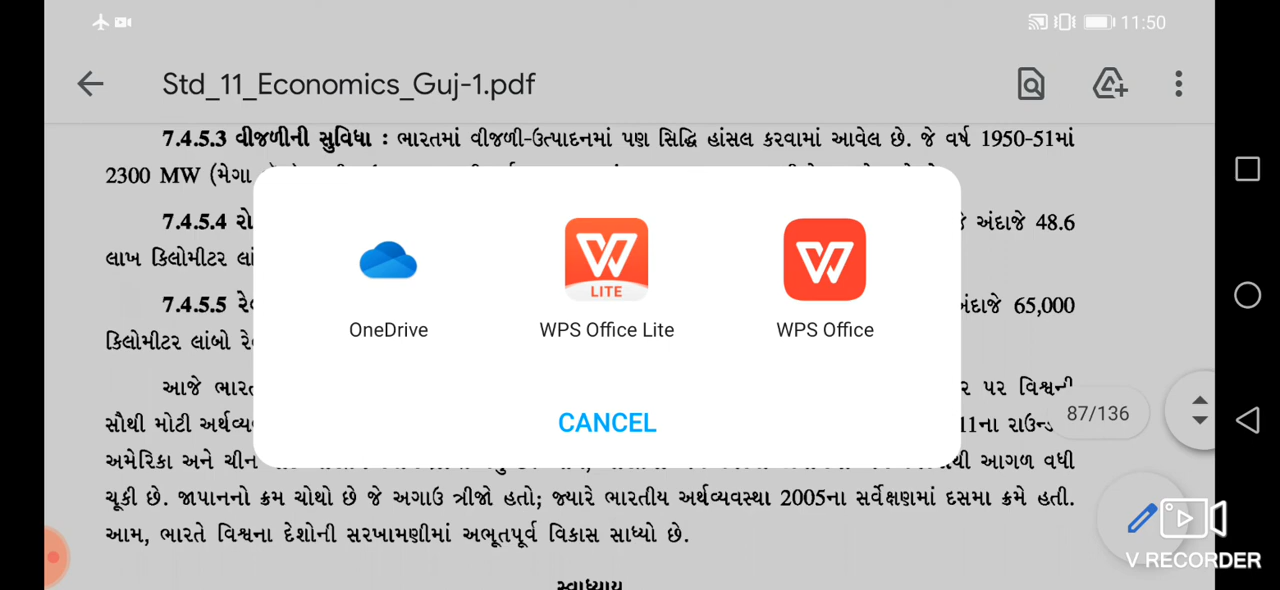 11:50
Std_11_Economics_Guj-1.pdf
7.4.5.3 વીજળીની સુવિધા : ભારતમાં વીજળી-ઉત્પાદનમાં પણ સિદ્ધિ હાંસલ કરવામાં આવેલ છે. જે વર્ષ 1950-51માં
2300 MW (મેગા
7.4.5.4 અંદાજે 48.6
લાખ કિલોમીટર
7.4.5.5 65,000
કિલોમીટર લાંબો
OneDrive
WPS Office Lite
WPS Office
LITE
CANCEL
આજે પર વિશ્વની
સૌથી મોટી 11ના
87/136
અમેરિકા અને ચીન આગળ વધી
ચૂકી છે. જાપાનનો ક્રમ ચોથો છે જે અગાઉ ત્રીજો હતો; જ્યારે ભારતીય અર્થવ્યવસ્થા 2005ના સર્વેક્ષણમાં દસમા ક્રમે હતી.
આમ, ભારતે વિશ્વના દેશોની સરખામણીમાં અભૂતપૂર્વ વિકાસ સાધ્યો છે.
V RECORDER